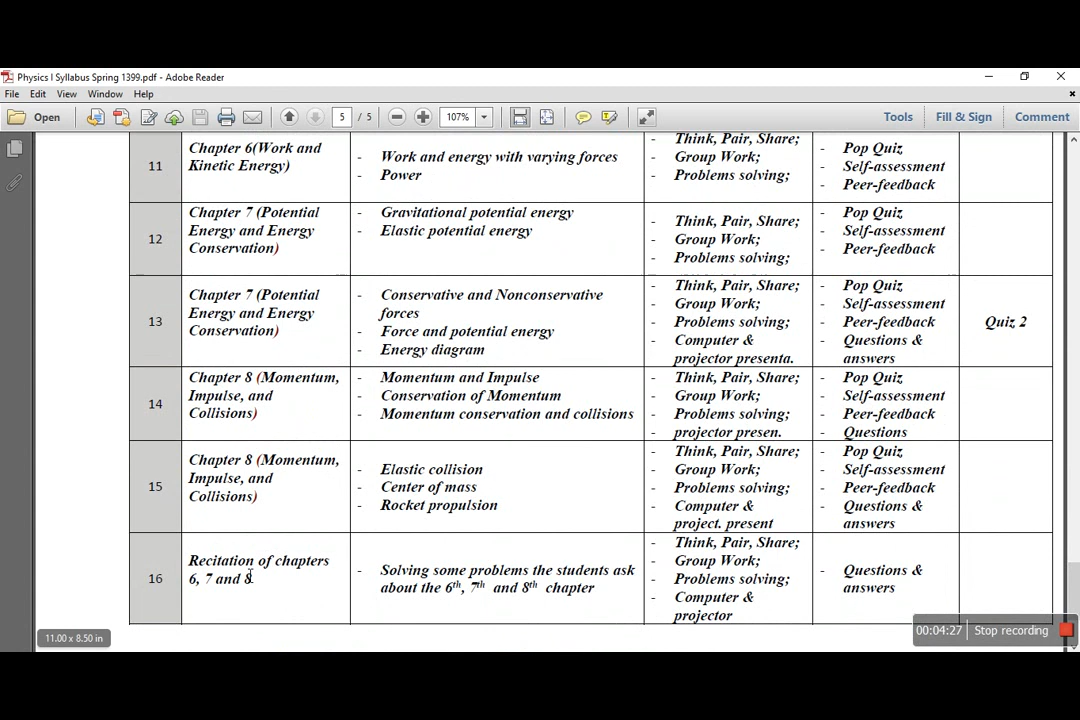 Physics I Syllabus Spring 1399.pdf - Adobe Reader
File Edit View Window Help
Open 5 / 5 107% Tools Fill & Sign Comment
11
Chapter 6(Work and
Kinetic Energy)
- Work and energy with varying forces
- Power
- Think, Pair, Share;
- Group Work;
- Problems solving;
- Pop Quiz
- Self-assessment
- Peer-feedback
12
Chapter 7 (Potential
Energy and Energy
Conservation)
- Gravitational potential energy
- Elastic potential energy
- Think, Pair, Share;
- Group Work;
- Problems solving;
- Pop Quiz
- Self-assessment
- Peer-feedback
13
Chapter 7 (Potential
Energy and Energy
Conservation)
- Conservative and Nonconservative
forces
- Force and potential energy
- Energy diagram
- Think, Pair, Share;
- Group Work;
- Problems solving;
- Computer &
projector presenta.
- Pop Quiz
- Self-assessment
- Peer-feedback
- Questions &
answers
Quiz 2
14
Chapter 8 (Momentum,
Impulse, and
Collisions)
- Momentum and Impulse
- Conservation of Momentum
- Momentum conservation and collisions
- Think, Pair, Share;
- Group Work;
- Problems solving;
- projector presen.
- Pop Quiz
- Self-assessment
- Peer-feedback
- Questions
15
Chapter 8 (Momentum,
Impulse, and
Collisions)
- Elastic collision
- Center of mass
- Rocket propulsion
- Think, Pair, Share;
- Group Work;
- Problems solving;
- Computer &
project. present
- Pop Quiz
- Self-assessment
- Peer-feedback
- Questions &
answers
16
Recitation of chapters
6, 7 and 8
- Solving some problems the students ask
about the 6th, 7th and 8th chapter
- Think, Pair, Share;
- Group Work;
- Problems solving;
- Computer &
projector
- Questions &
answers
11.00 x 8.50 in
00:04:27 Stop recording